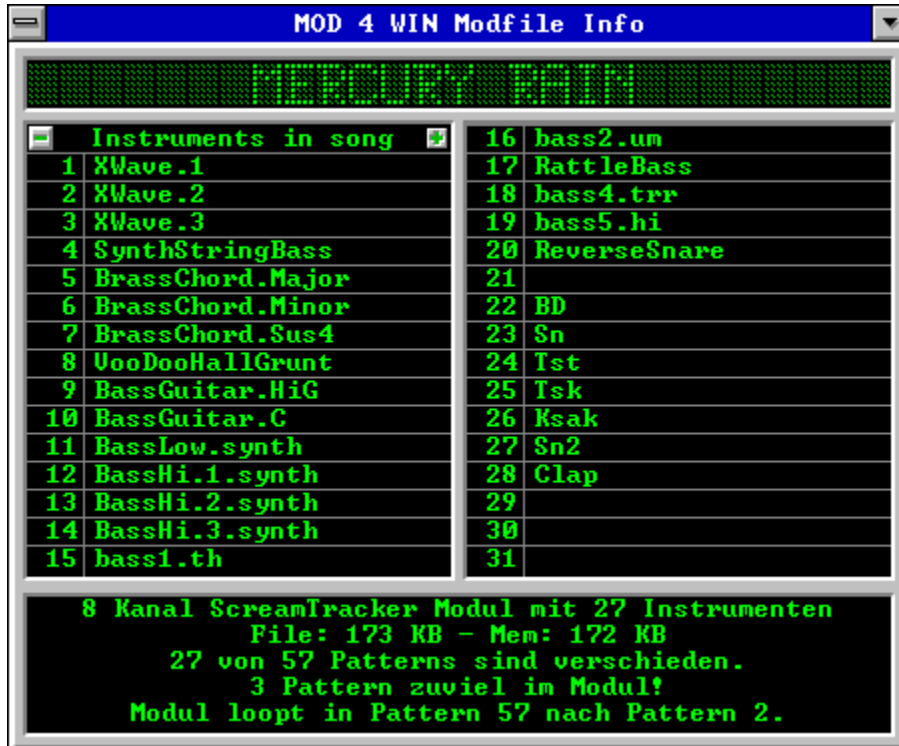 MOD 4 WIN Modfile Info
MERCURY RAIN
Instruments in song
1 XWave.1
2 XWave.2
3 XWave.3
4 SynthStringBass
5 BrassChord.Major
6 BrassChord.Minor
7 BrassChord.Sus4
8 VooDooHallGrunt
9 BassGuitar.HiG
10 BassGuitar.C
11 BassLow.synth
12 BassHi.1.synth
13 BassHi.2.synth
14 BassHi.3.synth
15 bass1.th
16 bass2.um
17 RattleBass
18 bass4.trr
19 bass5.hi
20 ReverseSnare
21
22 BD
23 Sn
24 Tst
25 Tsk
26 Ksak
27 Sn2
28 Clap
29
30
31
8 Kanal ScreamTracker Modul mit 27 Instrumenten
File: 173 KB - Mem: 172 KB
27 von 57 Patterns sind verschieden.
3 Pattern zuviel im Modul!
Modul loopt in Pattern 57 nach Pattern 2.